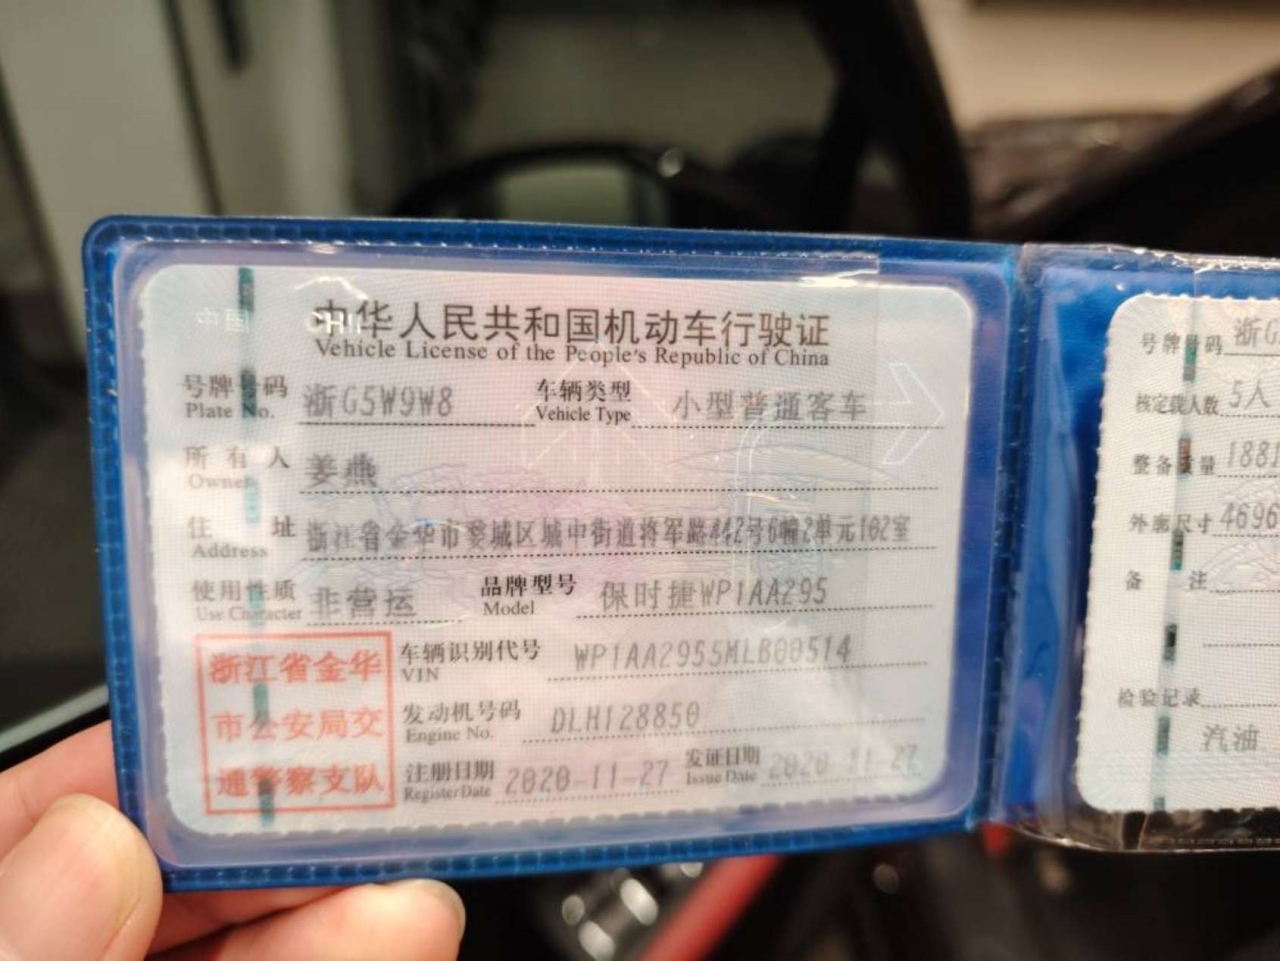 中华人民共和国机动车行驶证
Vehicle License of the People's Republic of China
号牌号码 浙G5W9W8 车辆类型 小型普通客车
Plate No. Vehicle Type
所有人 姜燕
Owner
住址 浙江省金华市婺城区城中街道将军路442号6幢2单元102室
Address
使用性质 非营运 品牌型号 保时捷WP1AA295
Use Character Model
浙江省金华
市公安局交
通警察支队
车辆识别代号 WP1AA2955MLB00514
VIN
发动机号码 DLH128850
Engine No.
注册日期 2020-11-27 发证日期 2020-11-27
Register Date Issue Date
号牌号码 浙G
核定载人数 5人
整备质量 1881
外廓尺寸 4696
备注
检验记录
汽油